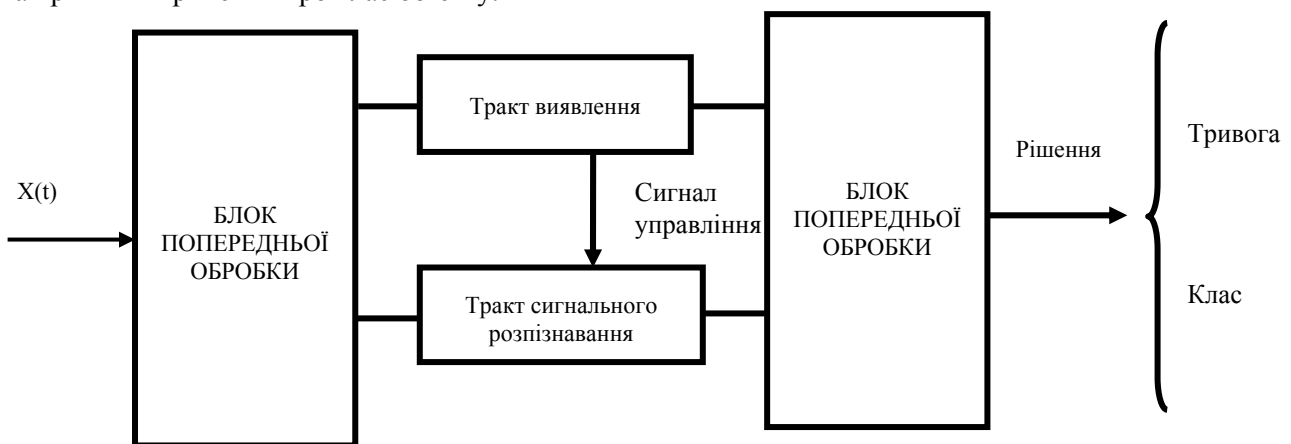 Тракт виявлення
Рішення
Тривога
X(t)
Сигнал
управління
БЛОК
ПОПЕРЕДНЬОЇ
ОБРОБКИ
БЛОК
ПОПЕРЕДНЬОЇ
ОБРОБКИ
Клас
Тракт сигнального
розпізнавання